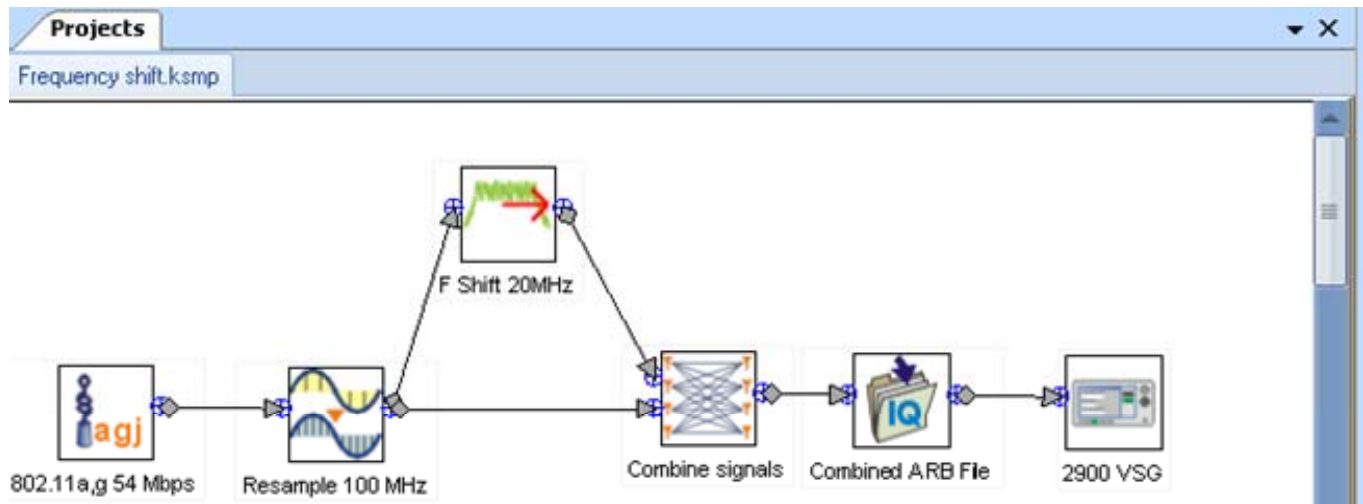 Projects
Frequency shift.ksmp
F Shift 20MHz
agj
IQ
802.11a,g 54 Mbps
Resample 100 MHz
Combine signals
Combined ARB File
2900 VSG